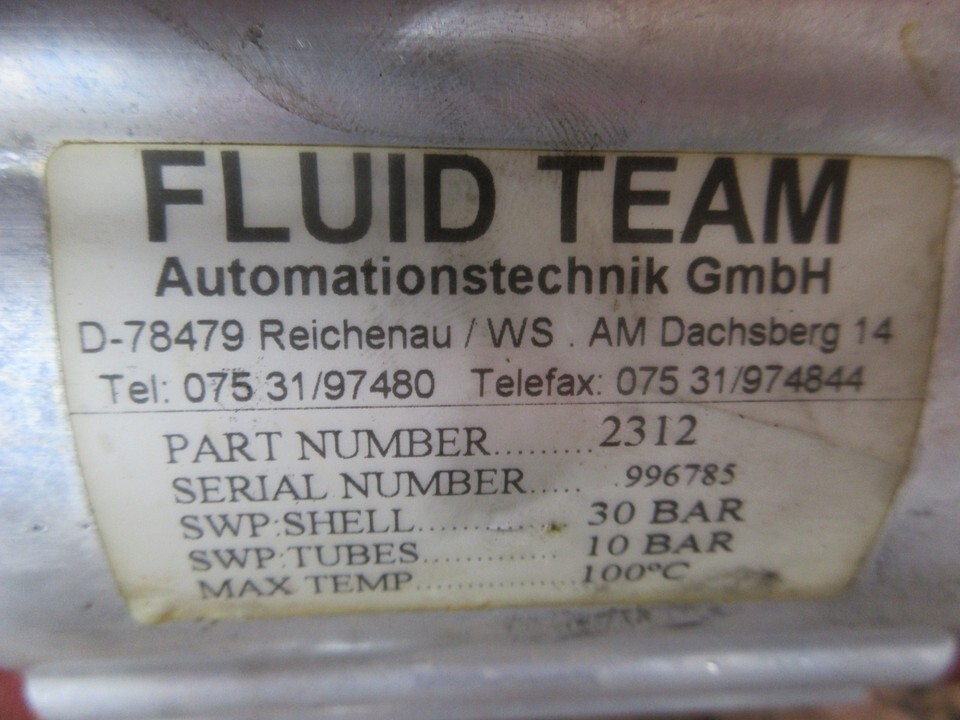 FLUID TEAM
Automationstechnik GmbH
D-78479 Reichenau / WS . AM Dachsberg 14
Tel: 075 31/97480 Telefax: 075 31/974844
PART NUMBER.......... 2312
SERIAL NUMBER..... .996785
SWP:SHELL............... 30 BAR
SWP:TUBES.............. 10 BAR
MAX TEMP................100°C